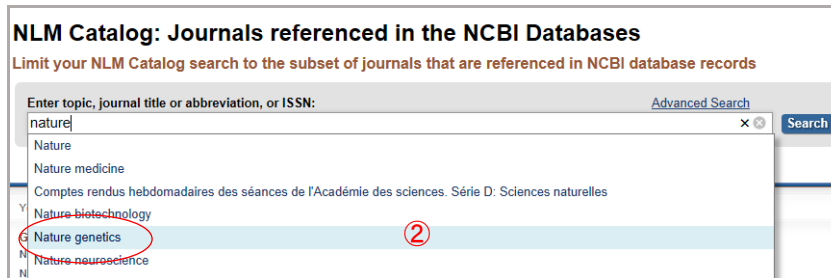 NLM Catalog: Journals referenced in the NCBI Databases
Limit your NLM Catalog search to the subset of journals that are referenced in NCBI database records
Enter topic, journal title or abbreviation, or ISSN: Advanced Search
nature Search
Nature
Nature medicine
Comptes rendus hebdomadaires des séances de l'Académie des sciences. Série D: Sciences naturelles
Nature biotechnology
Nature genetics ②
Nature neuroscience